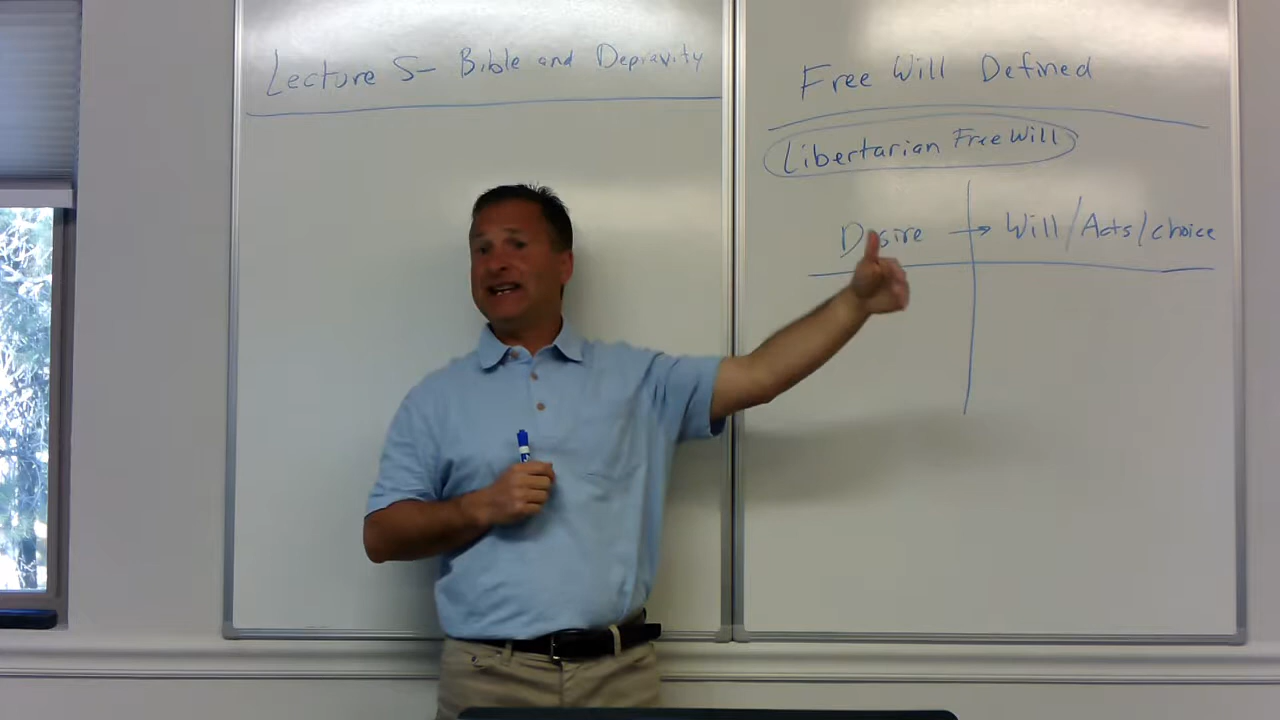 Lecture 5- Bible and Depravity
Free Will Defined
Libertarian Free Will
Desire → Will/Acts/choice